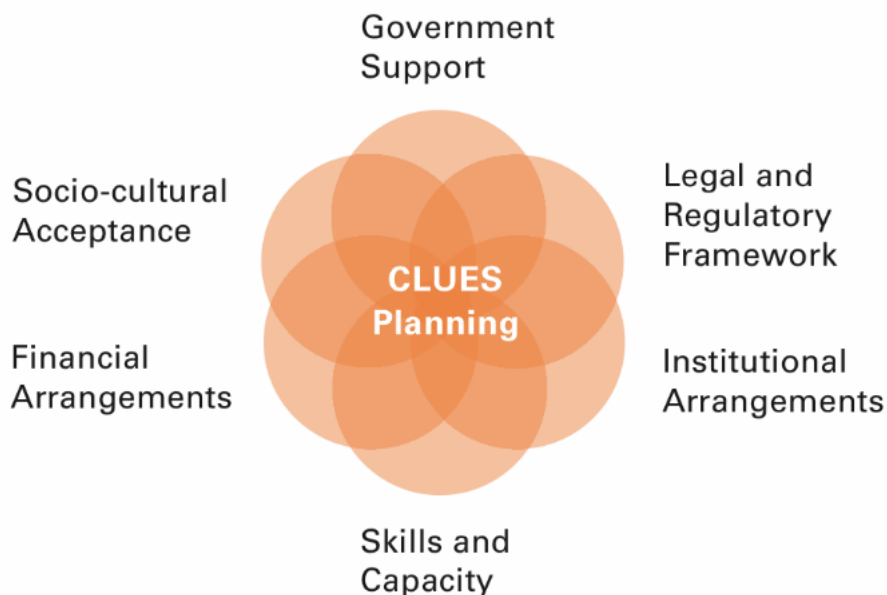 Government
Support
Socio-cultural
Acceptance
Legal and
Regulatory
Framework
CLUES
Planning
Financial
Arrangements
Institutional
Arrangements
Skills and
Capacity